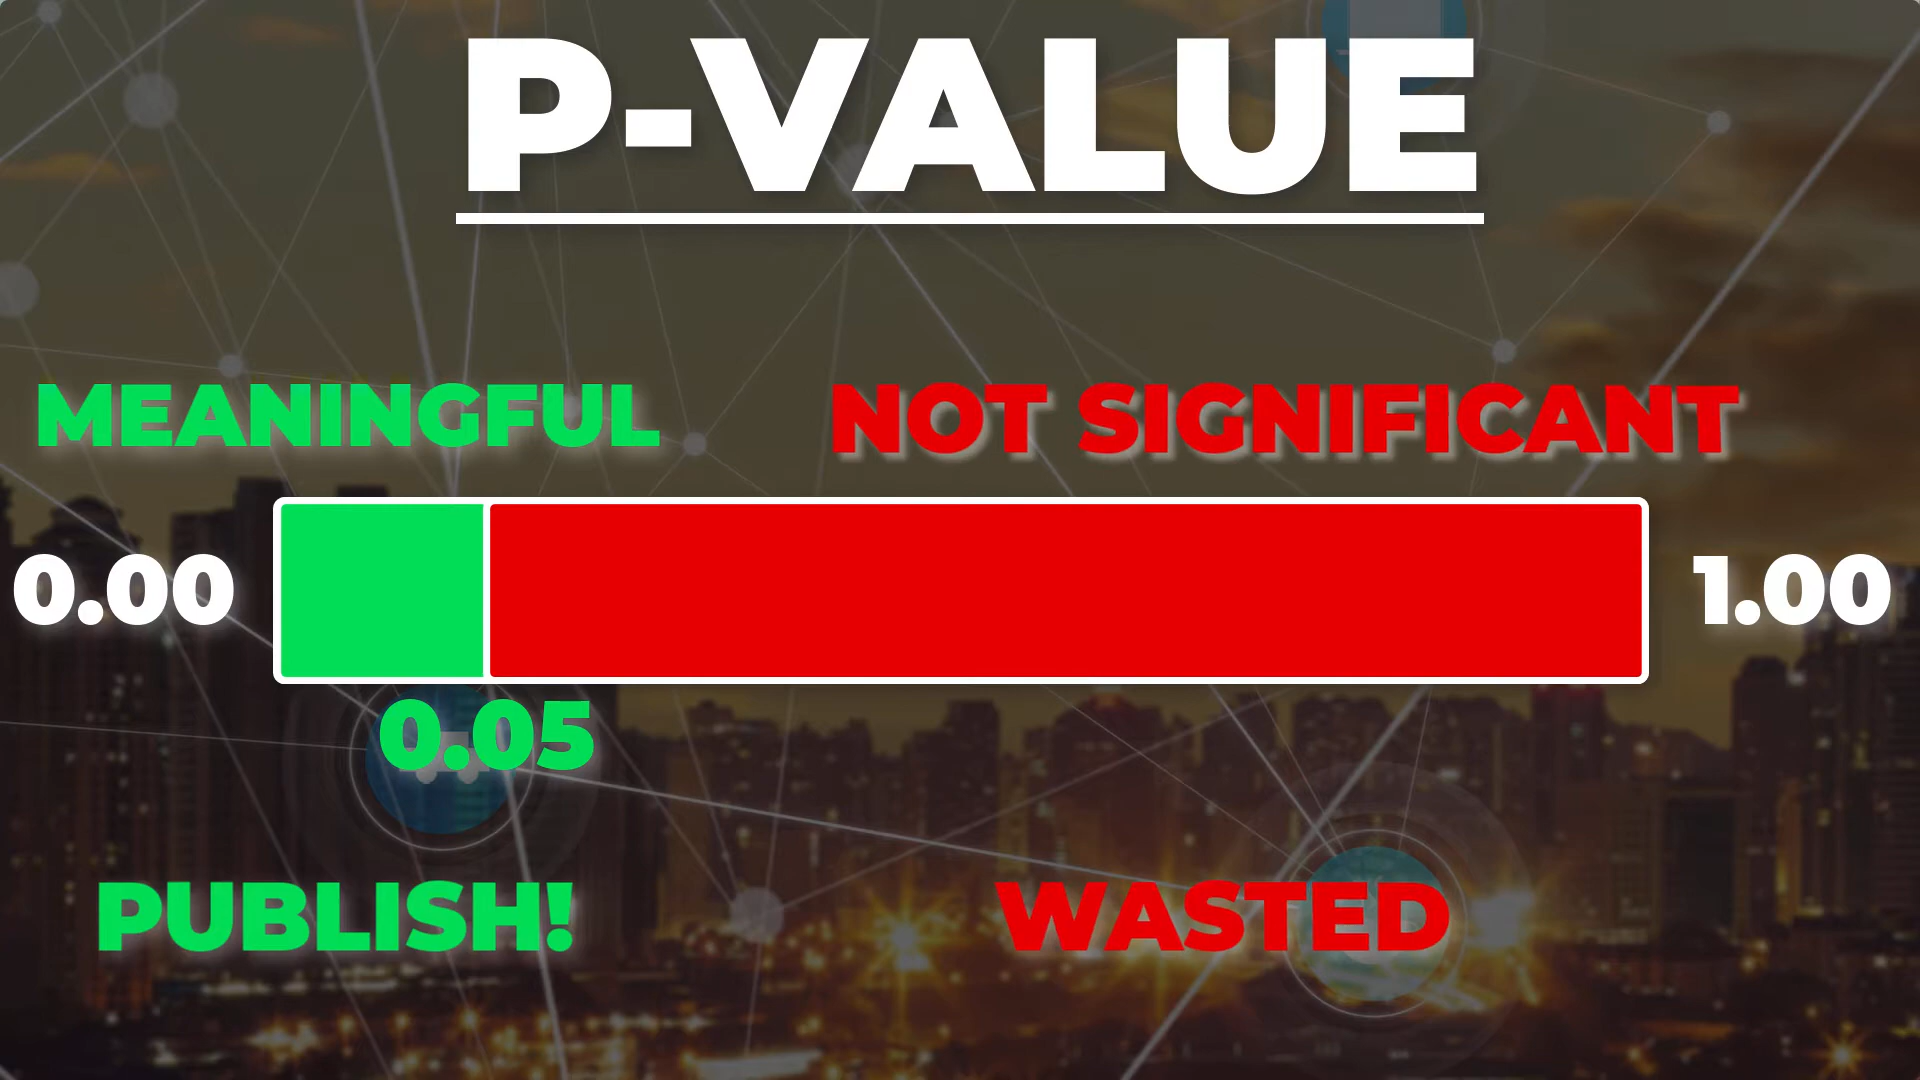 P-VALUE
MEANINGFUL NOT SIGNIFICANT
0.00 1.00
0.05
PUBLISH! WASTED